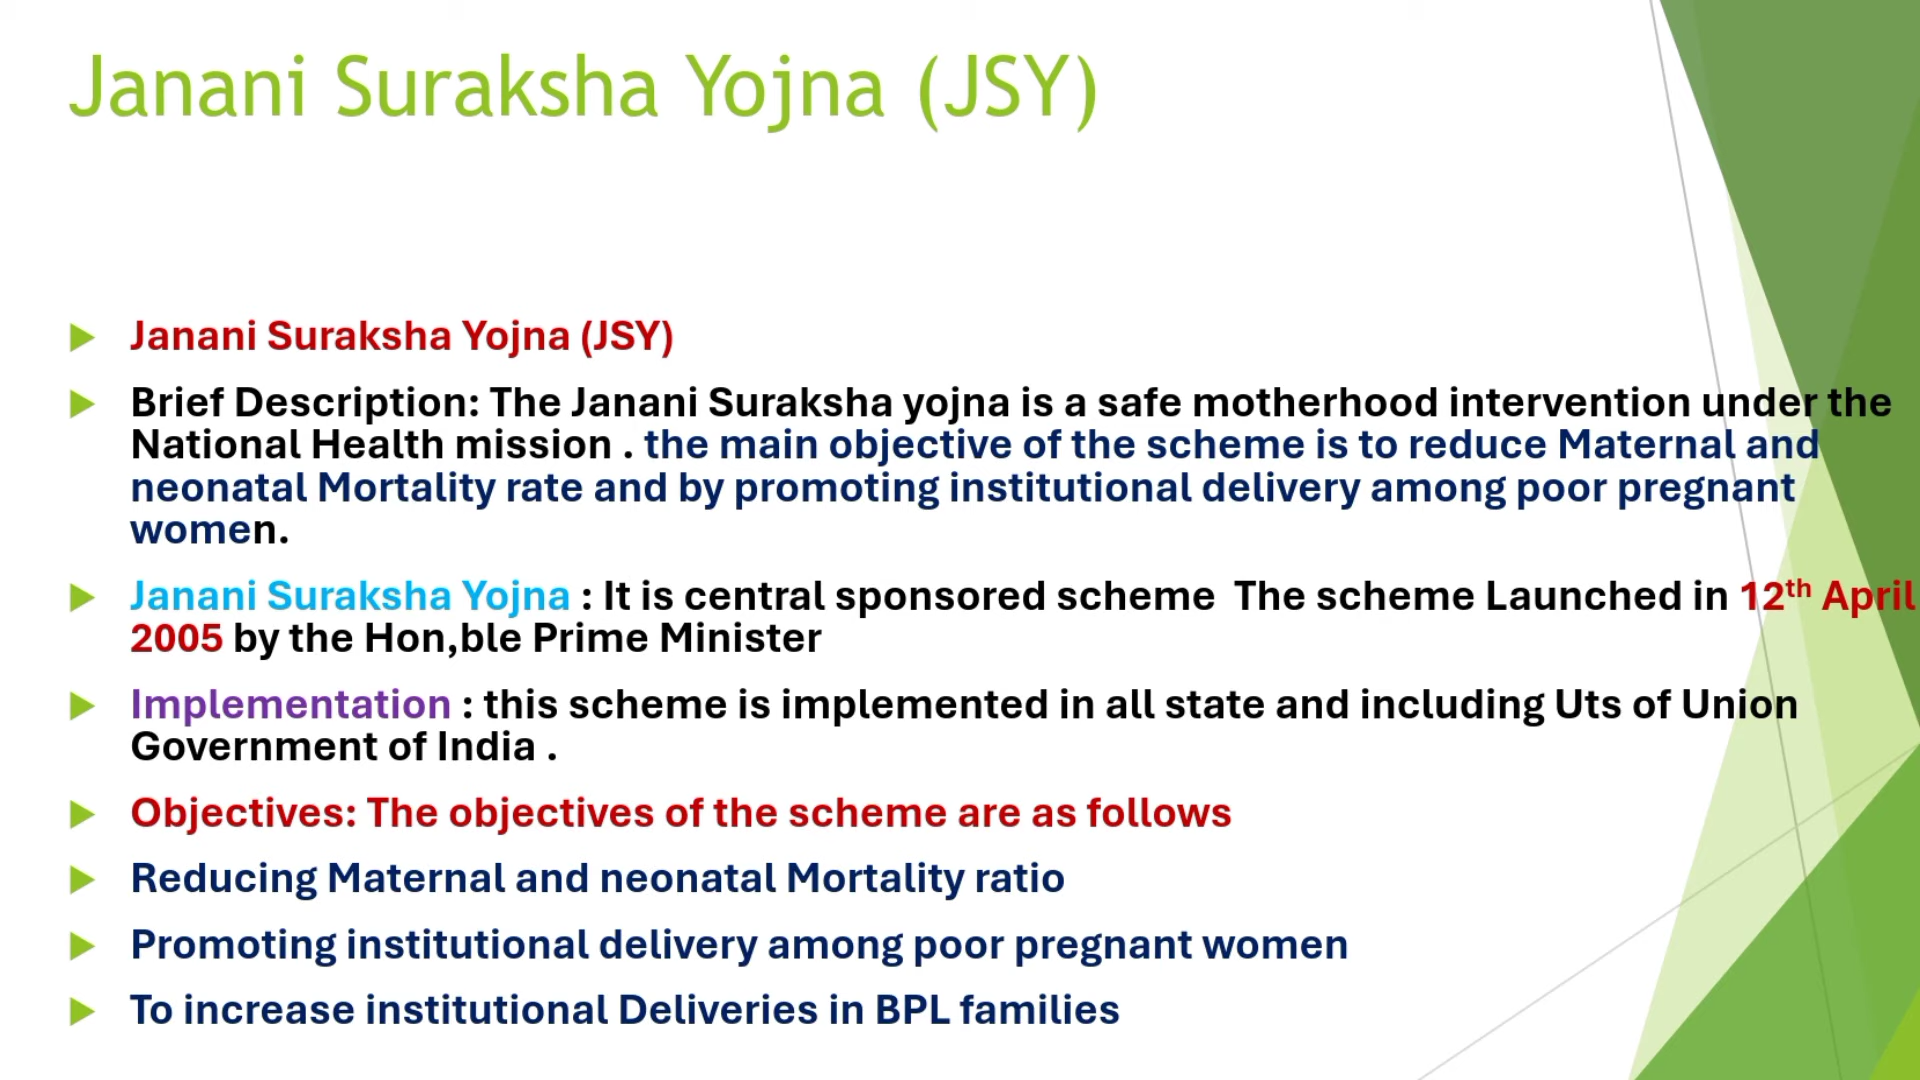 Janani Suraksha Yojna (JSY)
Janani Suraksha Yojna (JSY)
Brief Description: The Janani Suraksha yojna is a safe motherhood intervention under the
National Health mission . the main objective of the scheme is to reduce Maternal and
neonatal Mortality rate and by promoting institutional delivery among poor pregnant
women.
Janani Suraksha Yojna : It is central sponsored scheme The scheme Launched in 12th April
2005 by the Hon,ble Prime Minister
Implementation : this scheme is implemented in all state and including Uts of Union
Government of India .
Objectives: The objectives of the scheme are as follows
Reducing Maternal and neonatal Mortality ratio
Promoting institutional delivery among poor pregnant women
To increase institutional Deliveries in BPL families